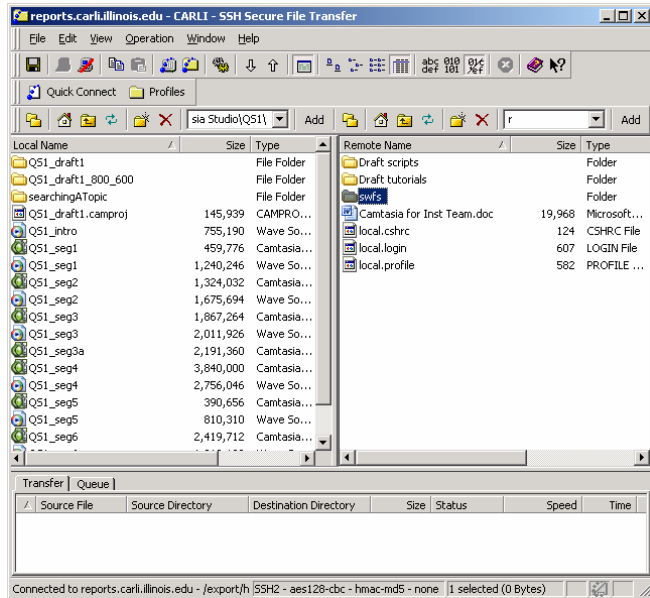 reports.carli.illinois.edu - CARLI - SSH Secure File Transfer
File Edit View Operation Window Help
abc def 010 101
Quick Connect Profiles
sia Studio\QS1\ Add r Add
Local Name Size Type
QS1_draft1 File Folder
QS1_draft1_800_600 File Folder
searchingATopic File Folder
QS1_draft1.camproj 145,939 CAMPRO...
QS1_intro 755,190 Wave So...
QS1_seg1 459,776 Camtasia...
QS1_seg1 1,240,246 Wave So...
QS1_seg2 1,324,032 Camtasia...
QS1_seg2 1,675,694 Wave So...
QS1_seg3 1,867,264 Camtasia...
QS1_seg3 2,011,926 Wave So...
QS1_seg3a 2,191,360 Camtasia...
QS1_seg4 3,840,000 Camtasia...
QS1_seg4 2,756,046 Wave So...
QS1_seg5 390,656 Camtasia...
QS1_seg5 810,310 Wave So...
QS1_seg6 2,419,712 Camtasia...
Remote Name Size Type
Draft scripts Folder
Draft tutorials Folder
swfs Folder
Camtasia for Inst Team.doc 19,968 Microsoft...
local.cshrc 124 CSHRC File
local.login 607 LOGIN File
local.profile 582 PROFILE ...
Transfer Queue
Source File Source Directory Destination Directory Size Status Speed Time
Connected to reports.carli.illinois.edu - /export/h SSH2 - aes128-cbc - hmac-md5 - none 1 selected (0 Bytes)